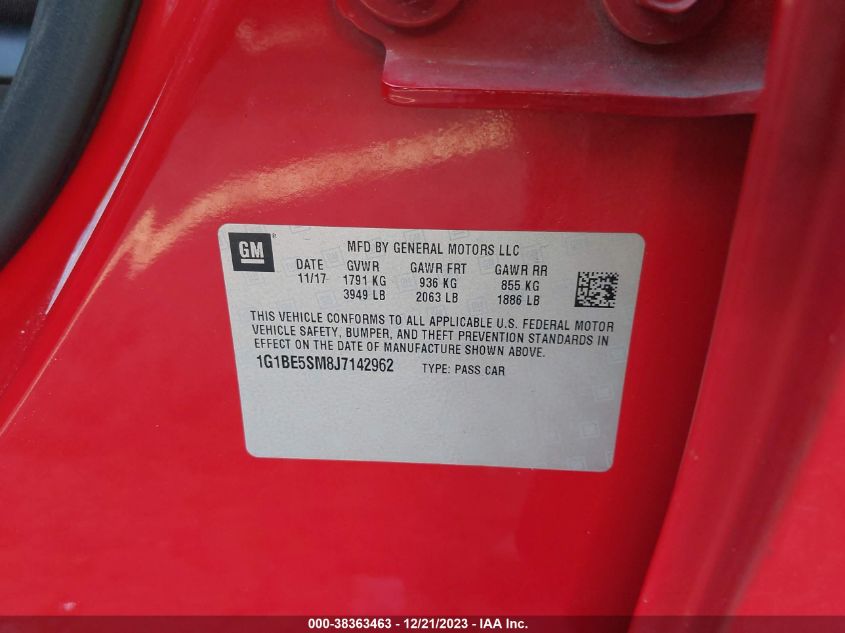 GM ® MFD BY GENERAL MOTORS LLC
DATE GVWR GAWR FRT GAWR RR
11/17 1791 KG 936 KG 855 KG
3949 LB 2063 LB 1886 LB
THIS VEHICLE CONFORMS TO ALL APPLICABLE U.S. FEDERAL MOTOR
VEHICLE SAFETY, BUMPER, AND THEFT PREVENTION STANDARDS IN
EFFECT ON THE DATE OF MANUFACTURE SHOWN ABOVE.
1G1BE5SM8J7142962 TYPE: PASS CAR
000-38363463 - 12/21/2023 - IAA Inc.